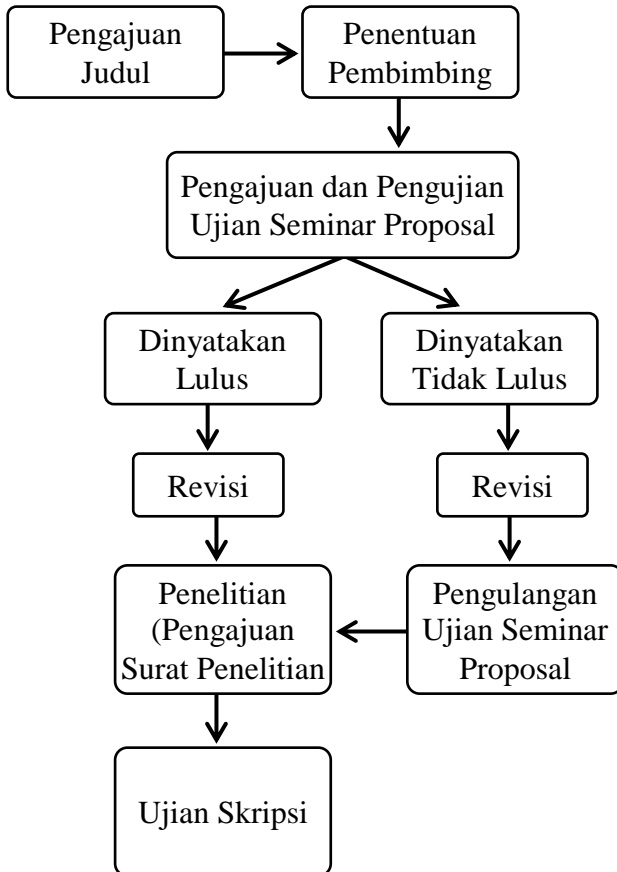 Pengajuan
Judul
Penentuan
Pembimbing
Pengajuan dan Pengujian
Ujian Seminar Proposal
Dinyatakan
Lulus
Dinyatakan
Tidak Lulus
Revisi
Revisi
Penelitian
(Pengajuan
Surat Penelitian
Pengulangan
Ujian Seminar
Proposal
Ujian Skripsi